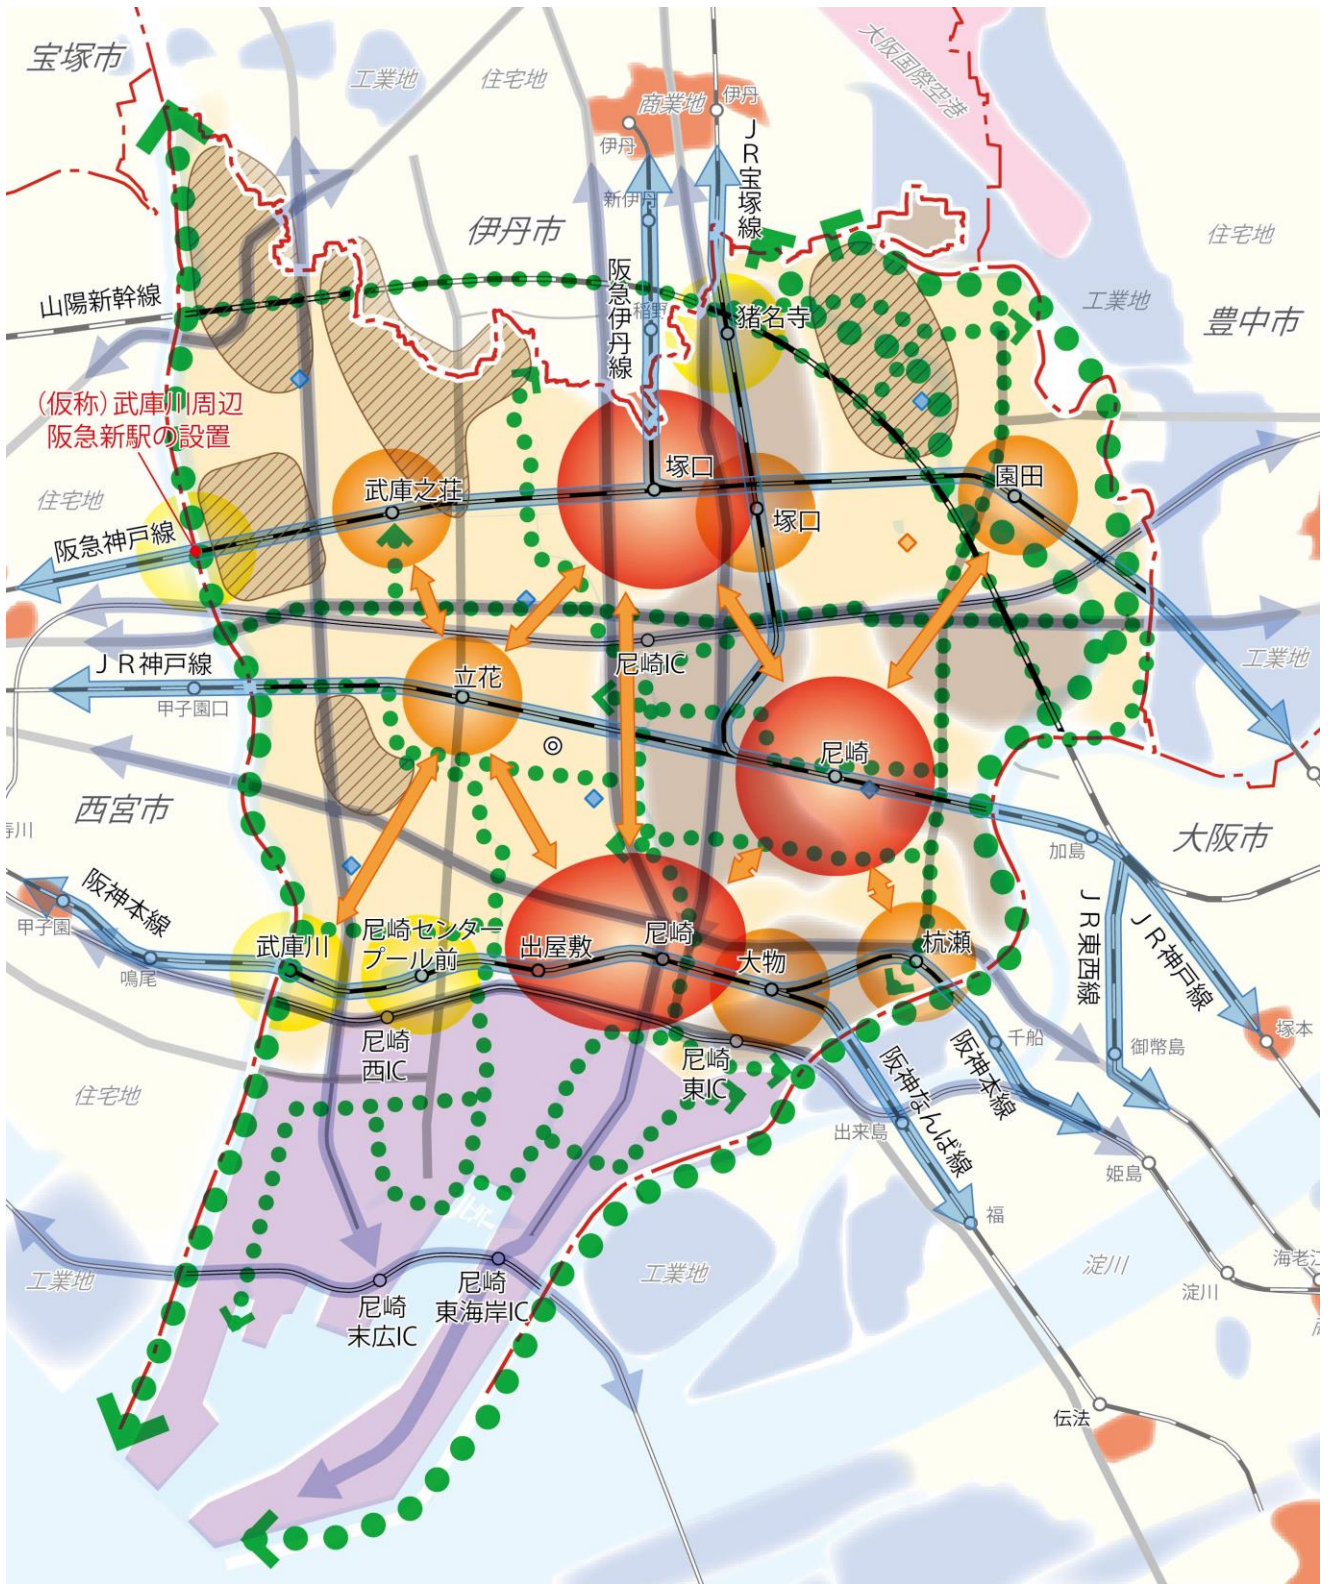 宝塚市
工業地
住宅地
商業地
伊丹
伊丹
大阪国際空港
JR宝塚線
新伊丹
伊丹市
住宅地
阪急伊丹線
山陽新幹線
稲野
猪名寺
工業地
豊中市
(仮称)武庫川周辺
阪急新駅の設置
住宅地
武庫之荘
塚口
塚口
園田
阪急神戸線
尼崎IC
JR神戸線
甲子園口
立花
工業地
尼崎
西宮市
加島
大阪市
阪神本線
甲子園
鳴尾
武庫川
尼崎センター
プール前
出屋敷
尼崎
大物
杭瀬
JR東西線
JR神戸線
尼崎
西IC
尼崎
東IC
千船
御幣島
塚本
住宅地
阪神なんば線
阪神本線
出来島
姫島
福
工業地
尼崎
末広IC
尼崎
東海岸IC
工業地
淀川
淀川
海老江
伝法